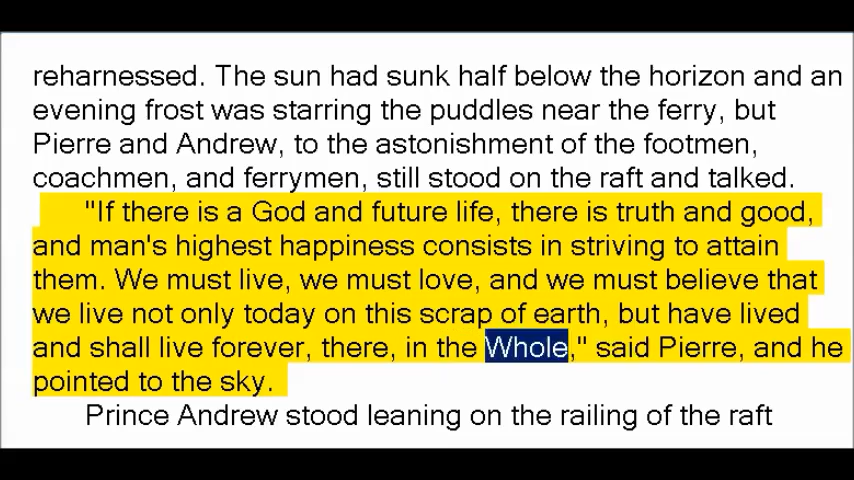 reharnessed. The sun had sunk half below the horizon and an
evening frost was starring the puddles near the ferry, but
Pierre and Andrew, to the astonishment of the footmen,
coachmen, and ferrymen, still stood on the raft and talked.
"If there is a God and future life, there is truth and good,
and man's highest happiness consists in striving to attain
them. We must live, we must love, and we must believe that
we live not only today on this scrap of earth, but have lived
and shall live forever, there, in the Whole," said Pierre, and he
pointed to the sky.
Prince Andrew stood leaning on the railing of the raft